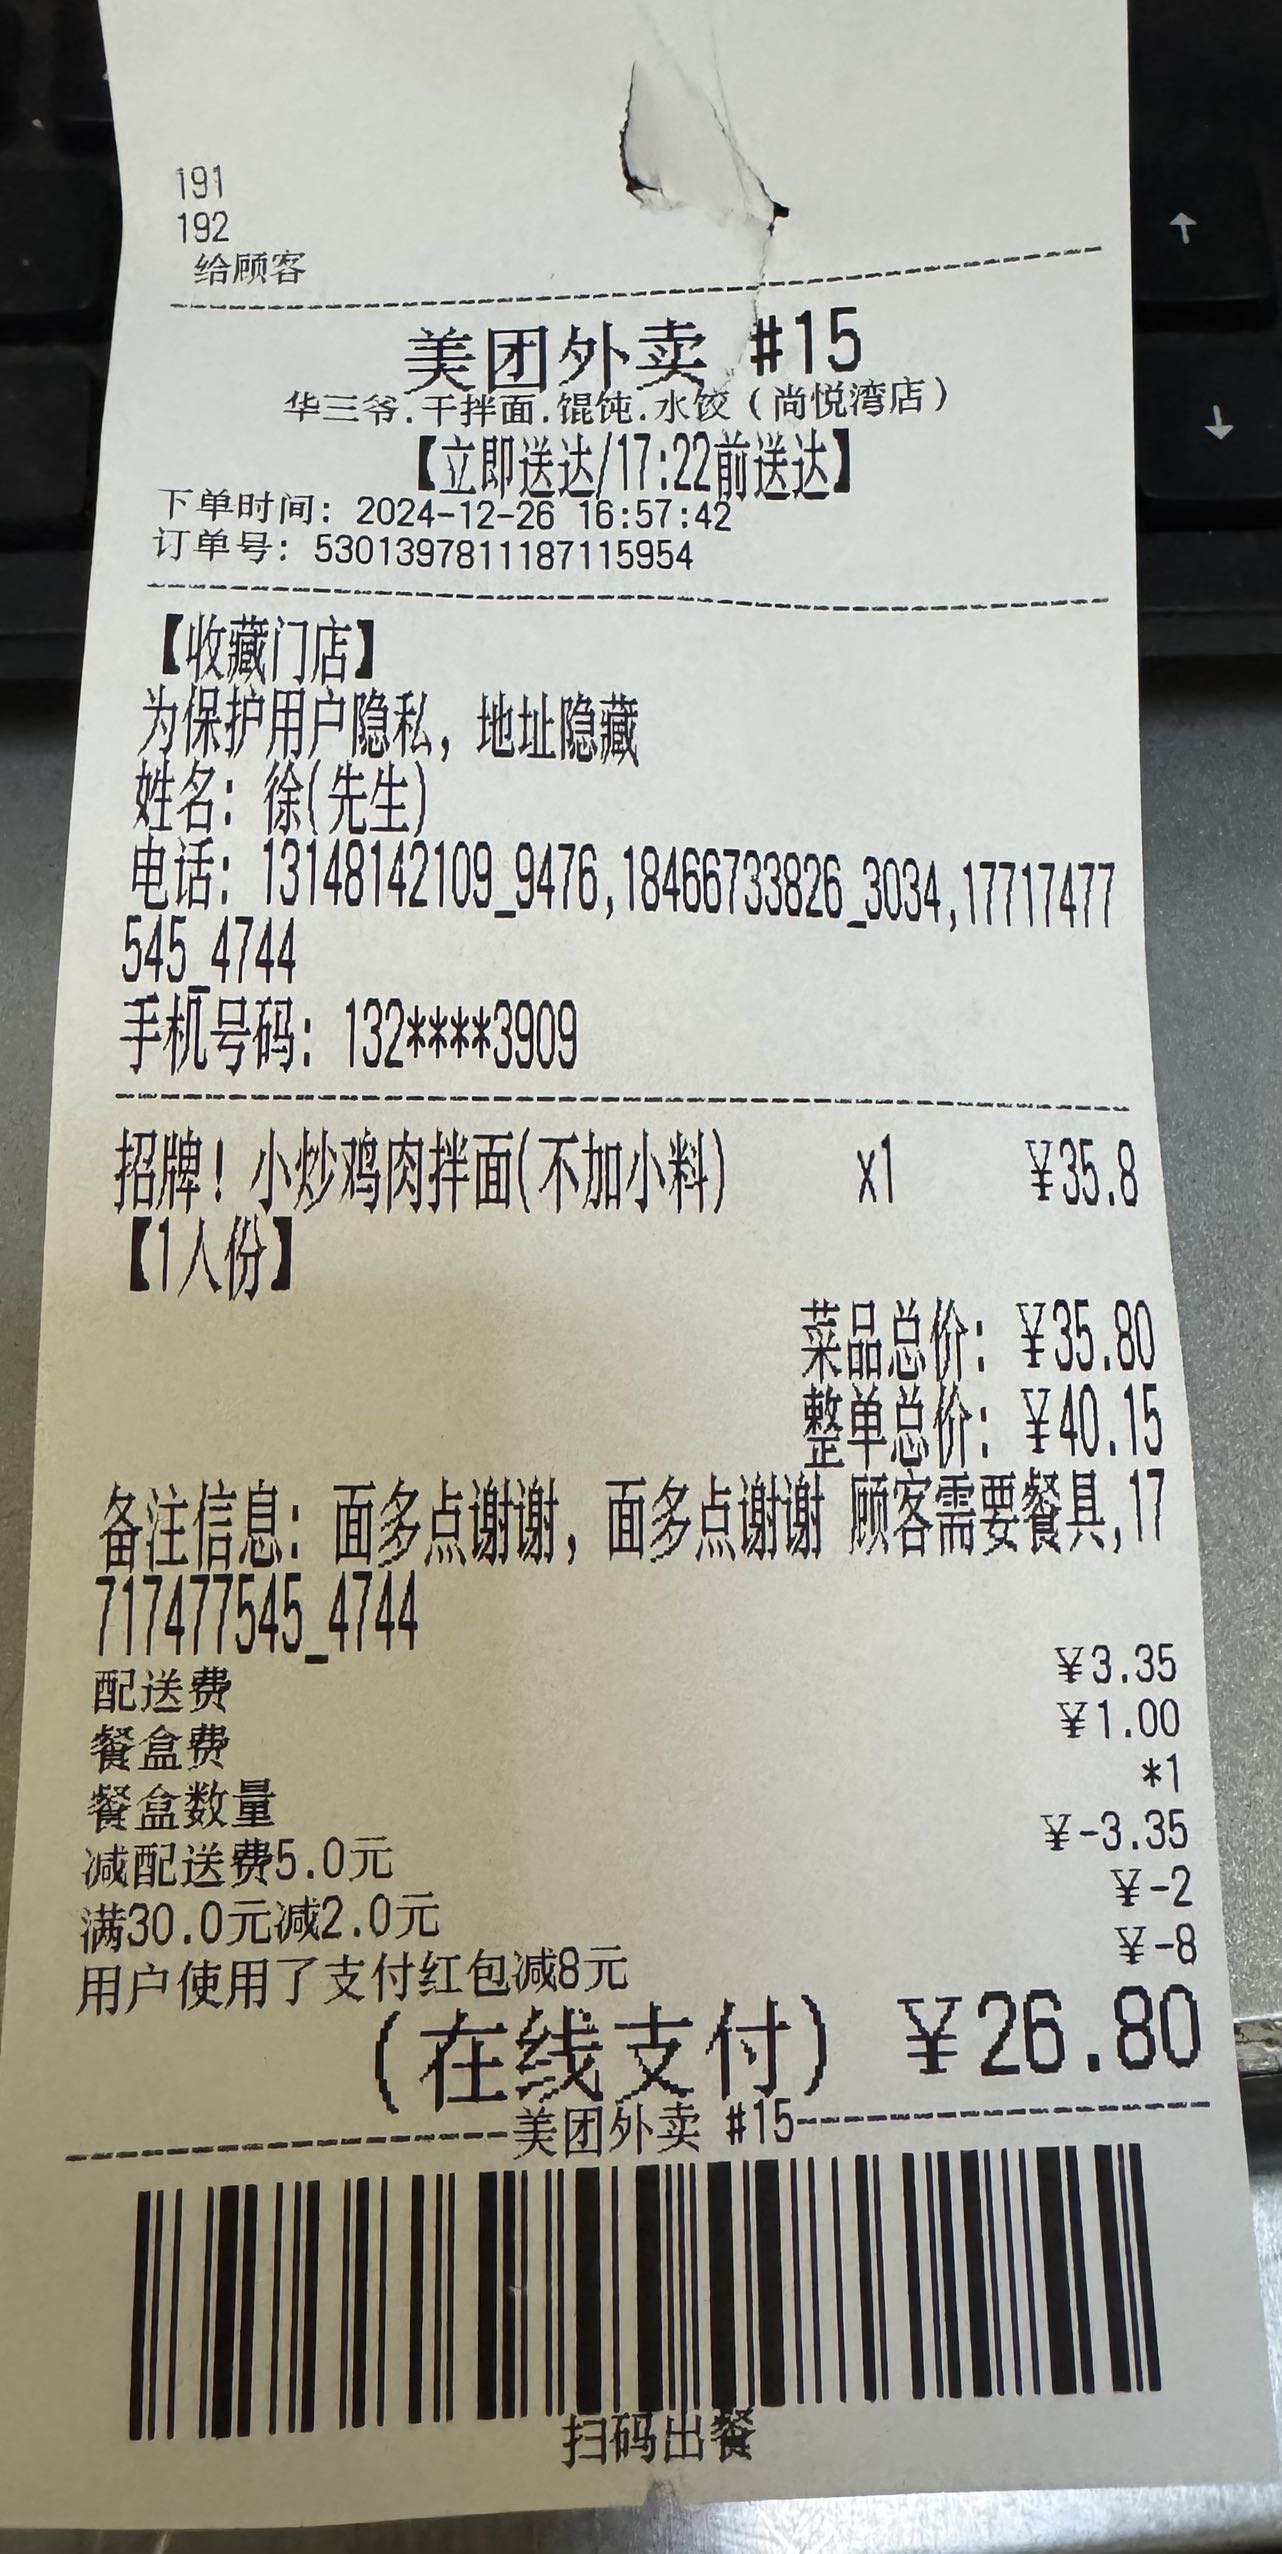 191
192
给顾客
美团外卖 #15
华三爷.干拌面.馄饨.水饺（尚悦湾店）
【立即送达/17:22前送达】
下单时间: 2024-12-26 16:57:42
订单号: 5301397811187115954
【收藏门店】
为保护用户隐私, 地址隐藏
姓名: 徐(先生)
电话: 13148142109_9476,18466733826_3034,17717477
545_4744
手机号码: 132****3909
招牌! 小炒鸡肉拌面(不加小料) x1 ¥35.8
【1人份】
菜品总价: ¥35.80
整单总价: ¥40.15
备注信息: 面多点谢谢, 面多点谢谢 顾客需要餐具,17
717477545_4744
配送费 ¥3.35
餐盒费 ¥1.00
餐盒数量 *1
减配送费5.0元 ¥-3.35
满30.0元减2.0元 ¥-2
用户使用了支付红包减8元 ¥-8
(在线支付) ¥26.80
美团外卖 #15
扫码出餐